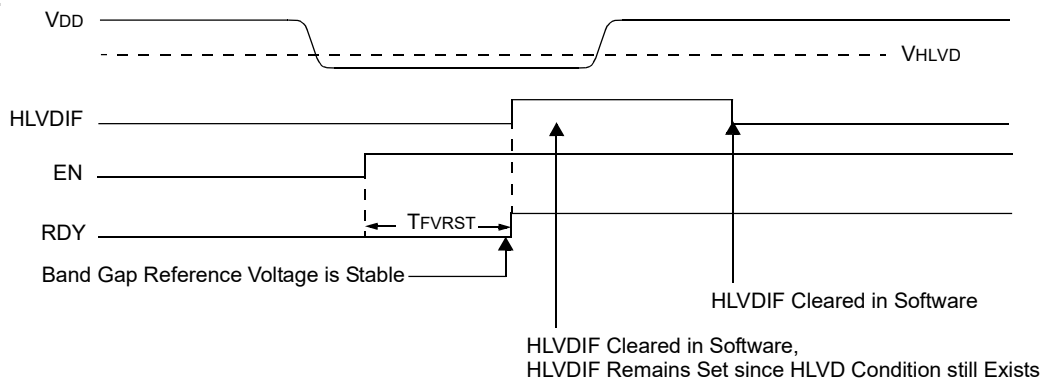 VDD
VHLVD
HLVDIF
EN
TFVRST
RDY
Band Gap Reference Voltage is Stable
HLVDIF Cleared in Software
HLVDIF Cleared in Software,
HLVDIF Remains Set since HLVD Condition still Exists